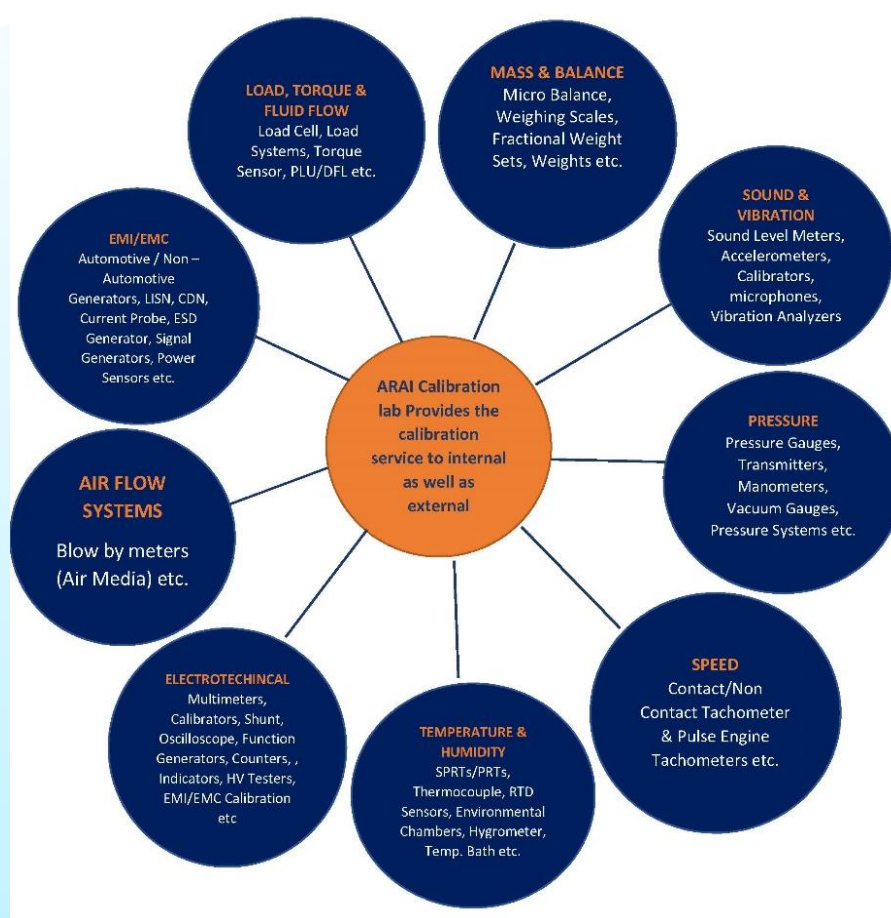 LOAD, TORQUE &
FLUID FLOW
Load Cell, Load
Systems, Torque
Sensor, PLU/DFL etc.
MASS & BALANCE
Micro Balance,
Weighing Scales,
Fractional Weight
Sets, Weights etc.
SOUND &
VIBRATION
Sound Level Meters,
Accelerometers,
Calibrators,
microphones,
Vibration Analyzers
EMI/EMC
Automotive / Non –
Automotive
Generators, LISN, CDN,
Current Probe, ESD
Generator, Signal
Generators, Power
Sensors etc.
ARAI Calibration
lab Provides the
calibration
service to internal
as well as
external
PRESSURE
Pressure Gauges,
Transmitters,
Manometers,
Vacuum Gauges,
Pressure Systems etc.
AIR FLOW
SYSTEMS
Blow by meters
(Air Media) etc.
SPEED
Contact/Non
Contact Tachometer
& Pulse Engine
Tachometers etc.
ELECTROTECHINCAL
Multimeters,
Calibrators, Shunt,
Oscilloscope, Function
Generators, Counters, ,
Indicators, HV Testers,
EMI/EMC Calibration
etc
TEMPERATURE &
HUMIDITY
SPRTs/PRTs,
Thermocouple, RTD
Sensors, Environmental
Chambers, Hygrometer,
Temp. Bath etc.